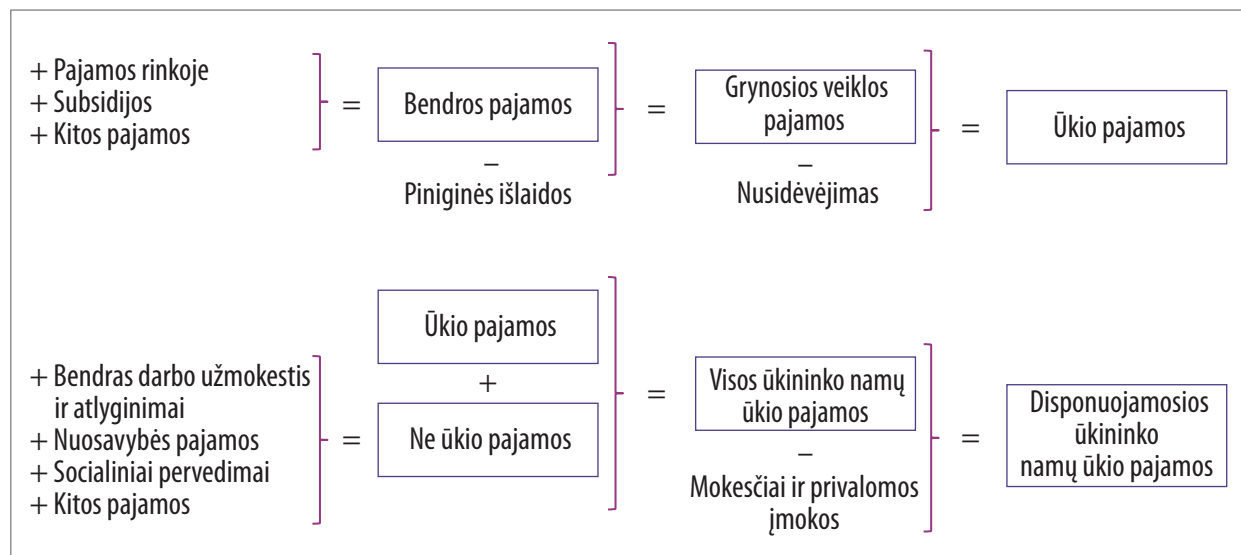 + Pajamos rinkoje
+ Subsidijos
+ Kitos pajamos
=
Bendros pajamos
–
Piniginės išlaidos
=
Grynosios veiklos
pajamos
–
Nusidėvėjimas
=
Ūkio pajamos
+ Bendras darbo užmokestis
ir atlyginimai
+ Nuosavybės pajamos
+ Socialiniai pervedimai
+ Kitos pajamos
=
Ūkio pajamos
+
Ne ūkio pajamos
=
Visos ūkininko namų
ūkio pajamos
–
Mokesčiai ir privalomos
įmokos
=
Disponuojamosios
ūkininko
namų ūkio pajamos